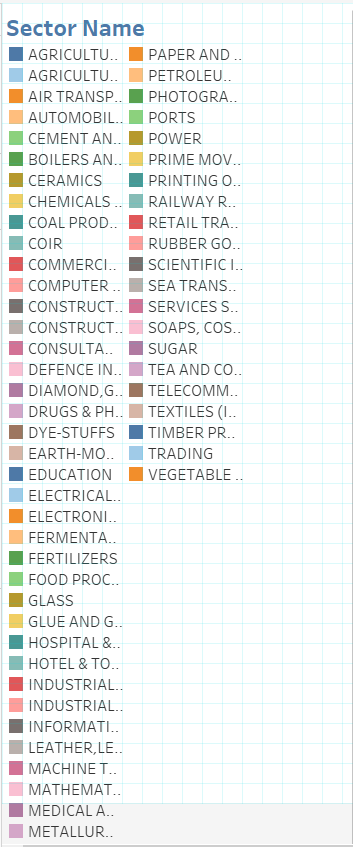 Sector Name
AGRICULTU..
AGRICULTU..
AIR TRANSP..
AUTOMOBIL..
CEMENT AN..
BOILERS AN..
CERAMICS
CHEMICALS ..
COAL PROD..
COIR
COMMERCI..
COMPUTER ..
CONSTRUCT..
CONSTRUCT..
CONSULTA..
DEFENCE IN..
DIAMOND,G..
DRUGS & PH..
DYE-STUFFS
EARTH-MO..
EDUCATION
ELECTRICAL..
ELECTRONI..
FERMENTA..
FERTILIZERS
FOOD PROC..
GLASS
GLUE AND G..
HOSPITAL &..
HOTEL & TO..
INDUSTRIAL..
INDUSTRIAL..
INFORMATI..
LEATHER,LE..
MACHINE T..
MATHEMAT..
MEDICAL A..
METALLUR..
PAPER AND ..
PETROLEU..
PHOTOGRA..
PORTS
POWER
PRIME MOV..
PRINTING O..
RAILWAY R..
RETAIL TRA..
RUBBER GO..
SCIENTIFIC I..
SEA TRANS..
SERVICES S..
SOAPS, COS..
SUGAR
TEA AND CO..
TELECOMM..
TEXTILES (I..
TIMBER PR..
TRADING
VEGETABLE ..